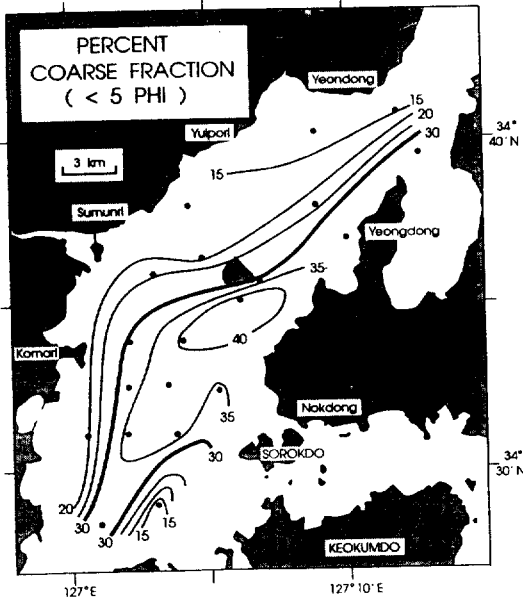 PERCENT
COARSE FRACTION
( < 5 PHI )
Yeondong
15
20
30
34°
40' N
Yulpori
3 km
15
Sumunri
Yeongdong
35
40
Komari
35
Nokdong
30
SOROKDO
34°
30' N
20
30
30
15
15
KEOKUMDO
127° E
127° 10' E